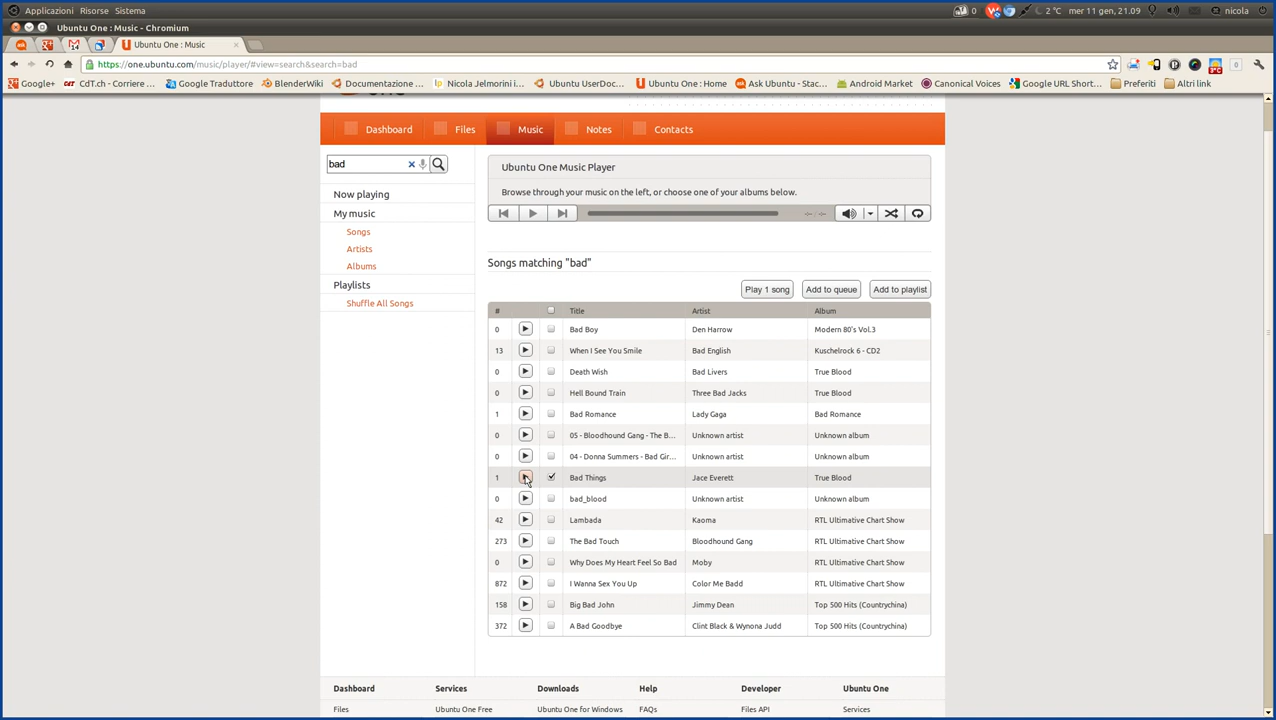 Applicazioni Risorse Sistema 0 2 °C mer 11 gen, 21.09 nicola
Ubuntu One : Music - Chromium
Ubuntu One : Music
https://one.ubuntu.com/music/player/#view=search&search=bad
Google+ CdT.ch - Corriere ... Google Traduttore BlenderWiki Documentazione ... Nicola Jelmorini i... Ubuntu UserDoc... Ubuntu One : Home Ask Ubuntu - Stac... Android Market Canonical Voices Google URL Short... Preferiti Altri link
Dashboard Files Music Notes Contacts
bad
Now playing
My music
Songs
Artists
Albums
Playlists
Shuffle All Songs
Ubuntu One Music Player
Browse through your music on the left, or choose one of your albums below.
Songs matching "bad"
Play 1 song Add to queue Add to playlist
# Title Artist Album
0 Bad Boy Den Harrow Modern 80's Vol.3
13 When I See You Smile Bad English Kuschelrock 6 - CD2
0 Death Wish Bad Livers True Blood
0 Hell Bound Train Three Bad Jacks True Blood
1 Bad Romance Lady Gaga Bad Romance
0 05 - Bloodhound Gang - The B... Unknown artist Unknown album
0 04 - Donna Summers - Bad Gir... Unknown artist Unknown album
1 Bad Things Jace Everett True Blood
0 bad_blood Unknown artist Unknown album
42 Lambada Kaoma RTL Ultimative Chart Show
273 The Bad Touch Bloodhound Gang RTL Ultimative Chart Show
0 Why Does My Heart Feel So Bad Moby RTL Ultimative Chart Show
872 I Wanna Sex You Up Color Me Badd RTL Ultimative Chart Show
158 Big Bad John Jimmy Dean Top 500 Hits (Countrychina)
372 A Bad Goodbye Clint Black & Wynona Judd Top 500 Hits (Countrychina)
Dashboard Services Downloads Help Developer Ubuntu One
Files Ubuntu One Free Ubuntu One for Windows FAQs Files API Services